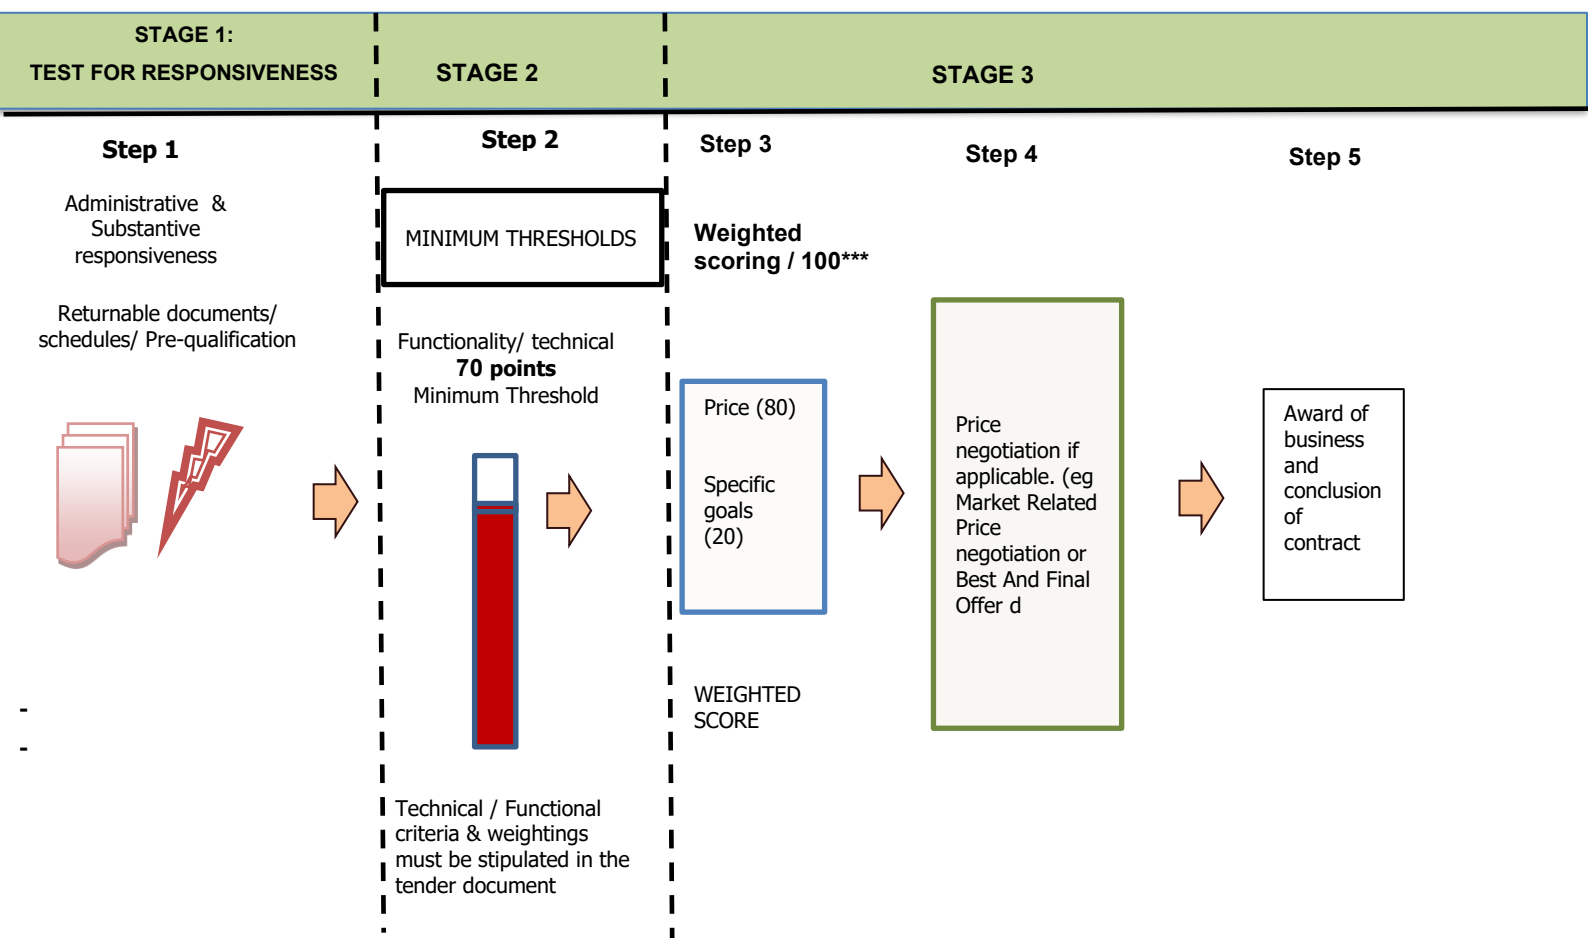 STAGE 1:
TEST FOR RESPONSIVENESS
STAGE 2
STAGE 3
Step 1
Administrative  &
Substantive
responsiveness
Returnable documents/
schedules/ Pre-qualification
-
-
Step 2
MINIMUM THRESHOLDS
Functionality/ technical
70 points
Minimum Threshold
Technical / Functional
criteria & weightings
must be stipulated in the
tender document
Step 3
Weighted
scoring / 100***
Price (80)
Specific
goals
(20)
WEIGHTED
SCORE
Step 4
Price
negotiation if
applicable. (eg
Market Related
Price
negotiation or
Best And Final
Offer d
Step 5
Award of
business
and
conclusion
of
contract